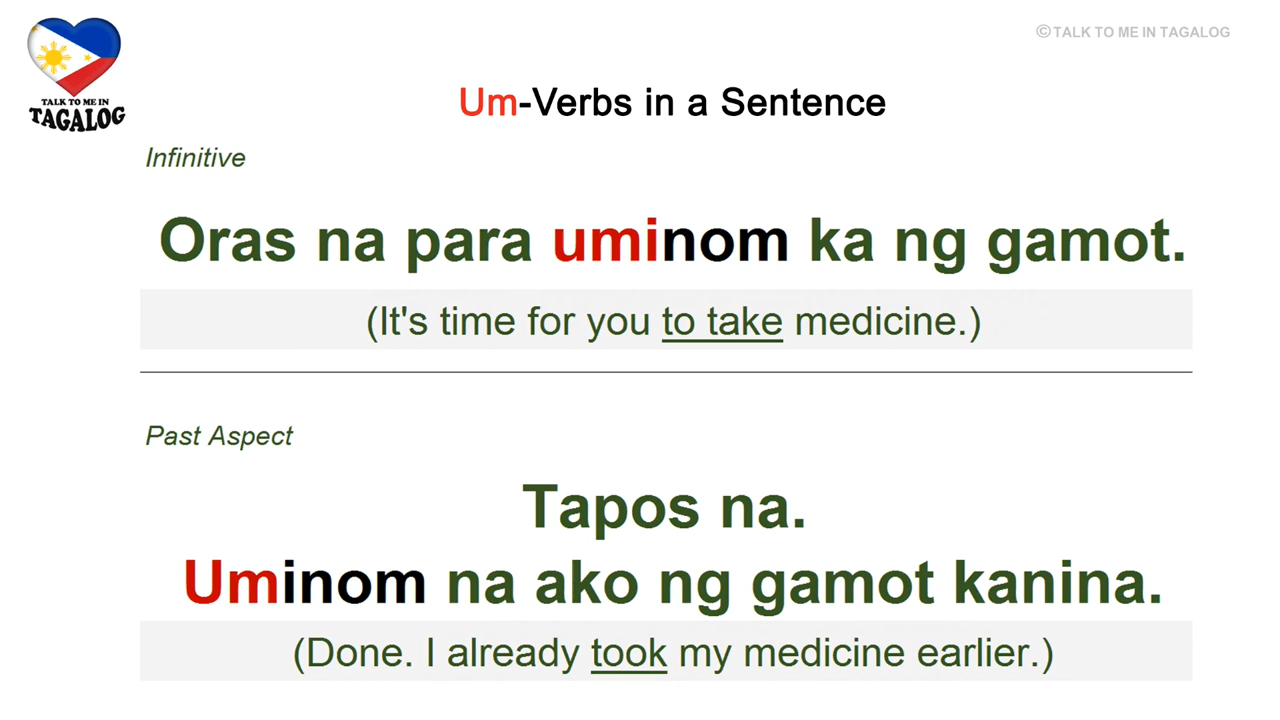 ©TALK TO ME IN TAGALOG
TALK TO ME IN
TAGALOG
Um-Verbs in a Sentence
Infinitive
Oras na para uminom ka ng gamot.
(It's time for you to take medicine.)
Past Aspect
Tapos na.
Uminom na ako ng gamot kanina.
(Done. I already took my medicine earlier.)